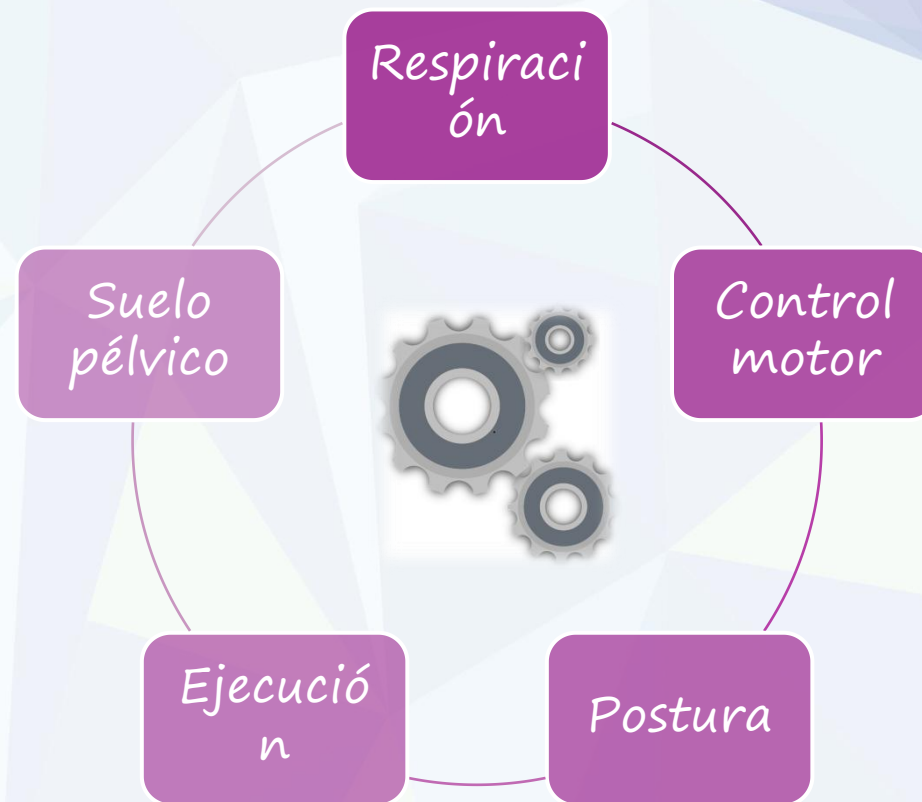 Respiraci
ón
Control
motor
Postura
Ejecució
n
Suelo
pélvico